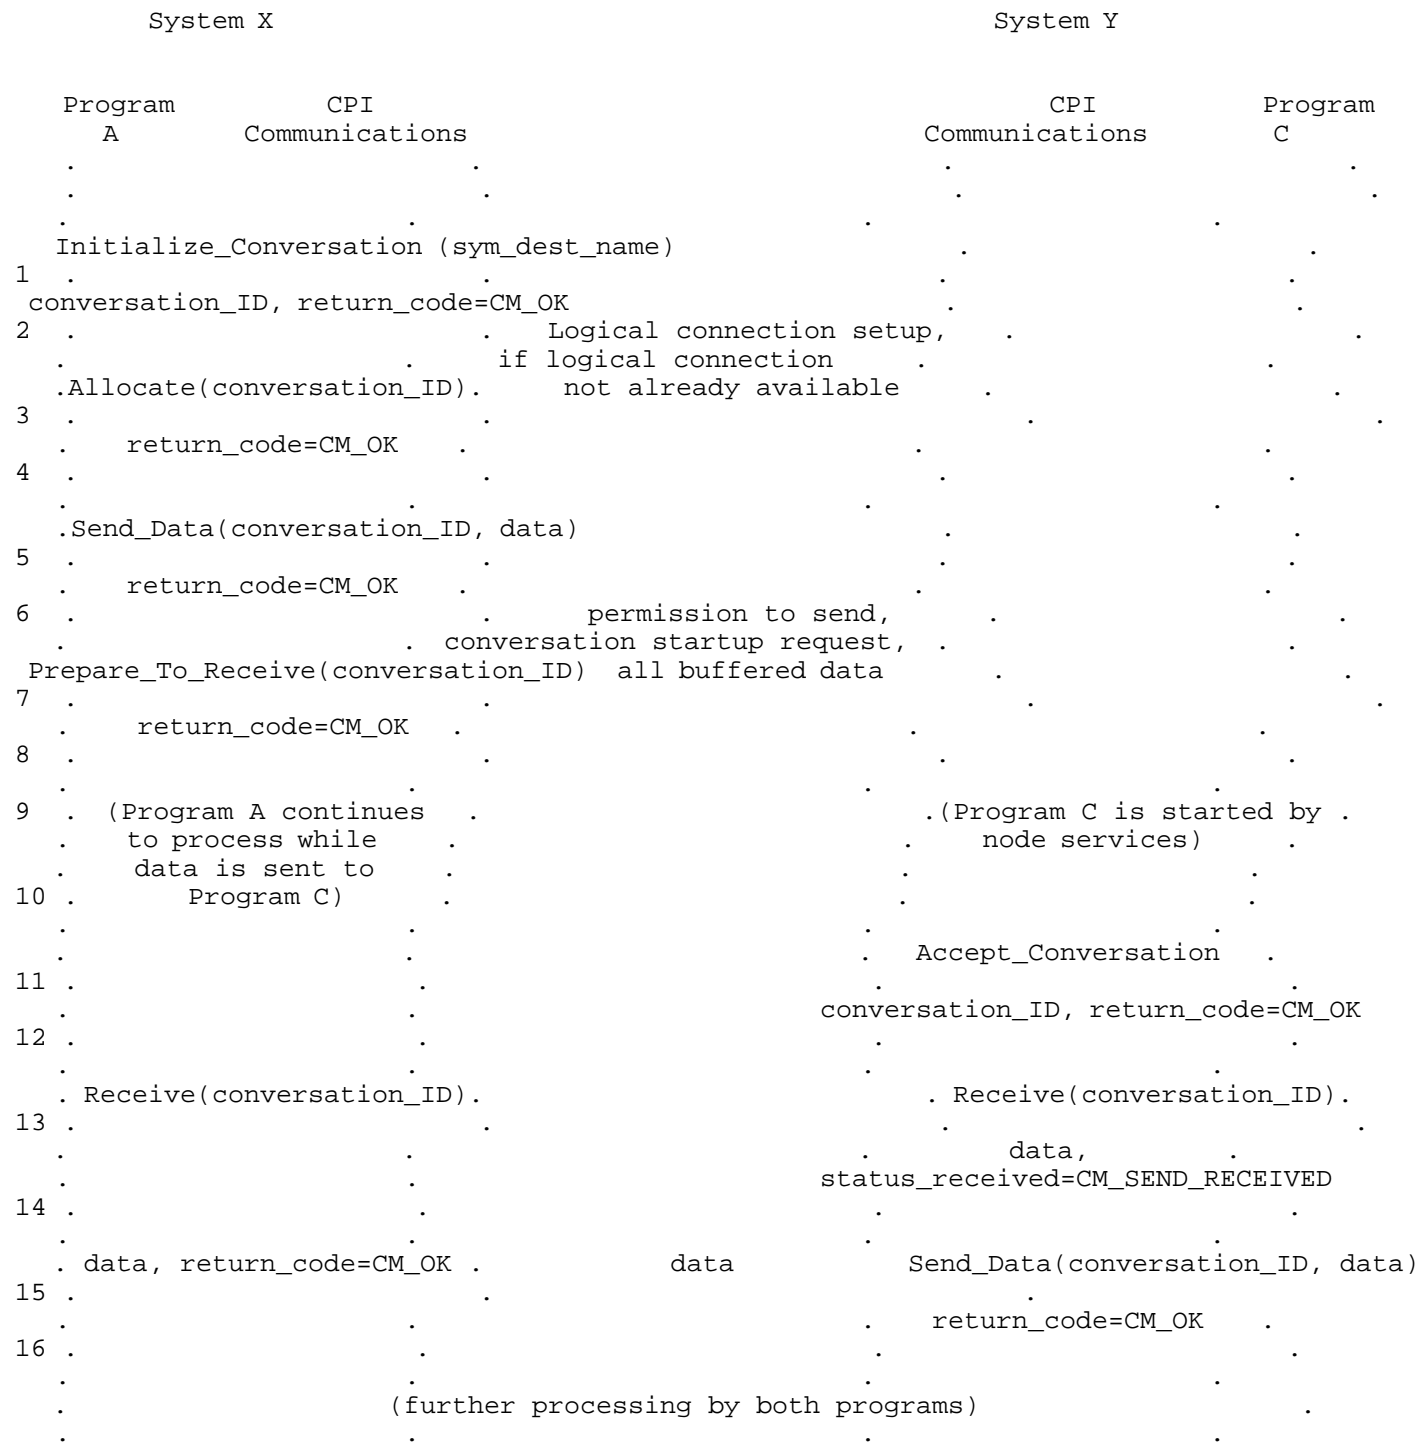 System X System Y
Program CPI CPI Program
A Communications Communications C
. . . .
. . . .
. . . .
Initialize_Conversation (sym_dest_name) . .
1 . . . .
conversation_ID, return_code=CM_OK . .
2 . . Logical connection setup, . .
. . if logical connection . .
.Allocate(conversation_ID). not already available . .
3 . . . .
. return_code=CM_OK . . .
4 . . . .
. . . .
.Send_Data(conversation_ID, data) . .
5 . . . .
. return_code=CM_OK . . .
6 . . permission to send, . .
. . conversation startup request, . .
Prepare_To_Receive(conversation_ID) all buffered data . .
7 . . . .
. return_code=CM_OK . . .
8 . . . .
. . . .
9 . (Program A continues . .(Program C is started by .
. to process while . . node services) .
. data is sent to . . .
10 . Program C) . . .
. . . .
. . . Accept_Conversation .
11 . . . .
. . conversation_ID, return_code=CM_OK
12 . . . .
. . . .
. Receive(conversation_ID). . Receive(conversation_ID).
13 . . . .
. . . data, .
. . status_received=CM_SEND_RECEIVED
14 . . . .
. . . .
. data, return_code=CM_OK . data Send_Data(conversation_ID, data)
15 . . .
. . . return_code=CM_OK .
16 . . . .
. . . .
. (further processing by both programs) .
. . . .